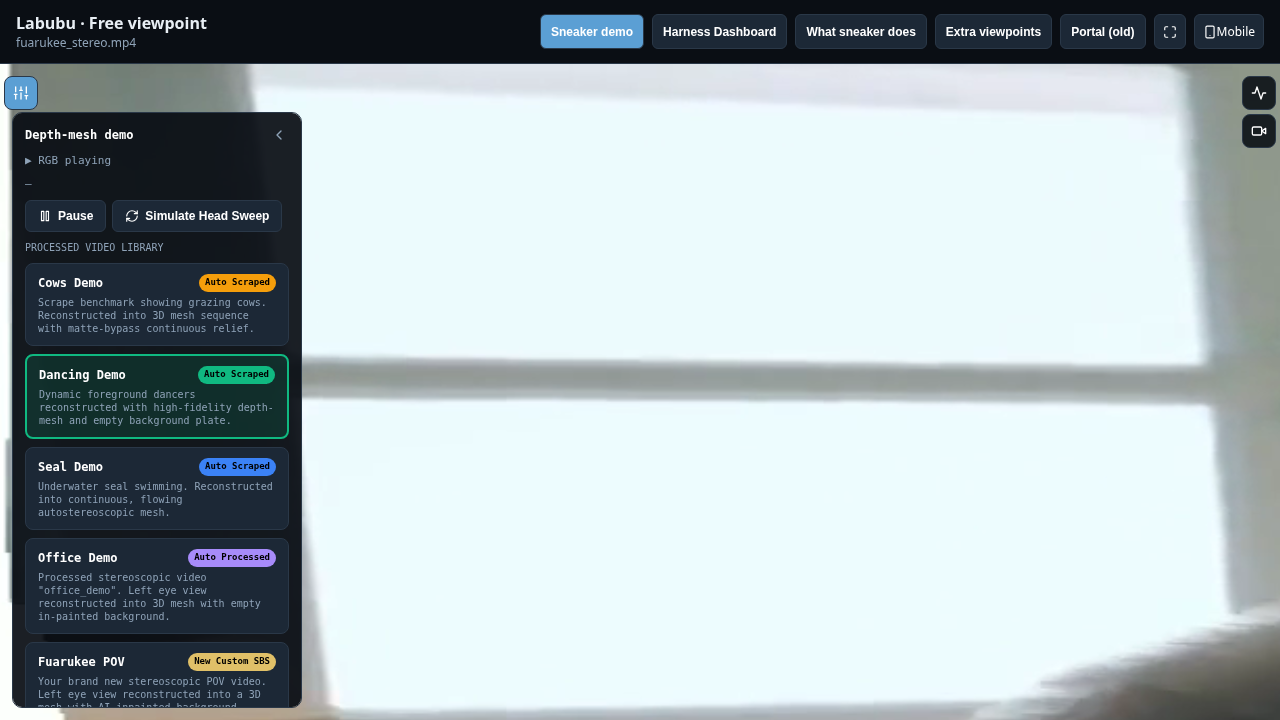 Labubu · Free viewpoint
fuarukee_stereo.mp4
Sneaker demo
Harness Dashboard
What sneaker does
Extra viewpoints
Portal (old)
Mobile
Depth-mesh demo
▶ RGB playing
—
Pause
Simulate Head Sweep
PROCESSED VIDEO LIBRARY
Cows Demo
Auto Scraped
Scrape benchmark showing grazing cows.
Reconstructed into 3D mesh sequence
with matte-bypass continuous relief.
Dancing Demo
Auto Scraped
Dynamic foreground dancers
reconstructed with high-fidelity depth-
mesh and empty background plate.
Seal Demo
Auto Scraped
Underwater seal swimming. Reconstructed
into continuous, flowing
autostereoscopic mesh.
Office Demo
Auto Processed
Processed stereoscopic video
"office_demo". Left eye view
reconstructed into 3D mesh with empty
in-painted background.
Fuarukee POV
New Custom SBS
Your brand new stereoscopic POV video.
Left eye view reconstructed into a 3D
mesh with AI inpainted background